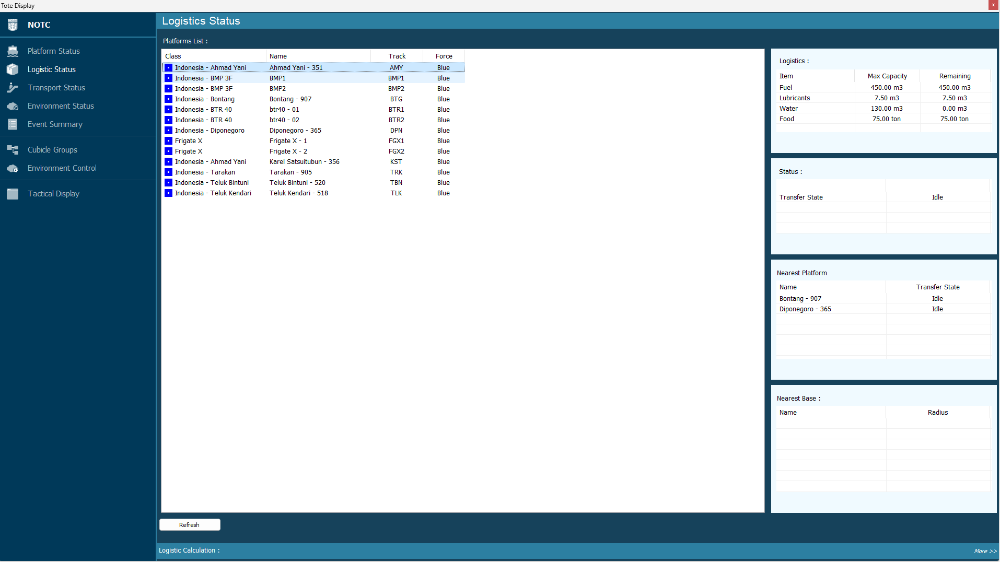 Tote Display
x
NOTC
NOTC
Platform Status
Logistic Status
Transport Status
Environment Status
Event Summary
Cubicle Groups
Environment Control
Tactical Display
Logistics Status
Platforms List :
Class Name Track Force
Indonesia - Ahmad Yani Ahmad Yani - 351 AMY Blue
Indonesia - BMP 3F BMP1 BMP1 Blue
Indonesia - BMP 3F BMP2 BMP2 Blue
Indonesia - Bontang Bontang - 907 BTG Blue
Indonesia - BTR 40 btr40 - 01 BTR1 Blue
Indonesia - BTR 40 btr40 - 02 BTR2 Blue
Indonesia - Diponegoro Diponegoro - 365 DPN Blue
Frigate X Frigate X - 1 FGX1 Blue
Frigate X Frigate X - 2 FGX2 Blue
Indonesia - Ahmad Yani Karel Satsuitubun - 356 KST Blue
Indonesia - Tarakan Tarakan - 905 TRK Blue
Indonesia - Teluk Bintuni Teluk Bintuni - 520 TBN Blue
Indonesia - Teluk Kendari Teluk Kendari - 518 TLK Blue
Refresh
Logistics :
Item Max Capacity Remaining
Fuel 450.00 m3 450.00 m3
Lubricants 7.50 m3 7.50 m3
Water 130.00 m3 0.00 m3
Food 75.00 ton 75.00 ton
Status :
Transfer State Idle
Nearest Platform
Name Transfer State
Bontang - 907 Idle
Diponegoro - 365 Idle
Nearest Base :
Name Radius
Logistic Calculation :
More >>